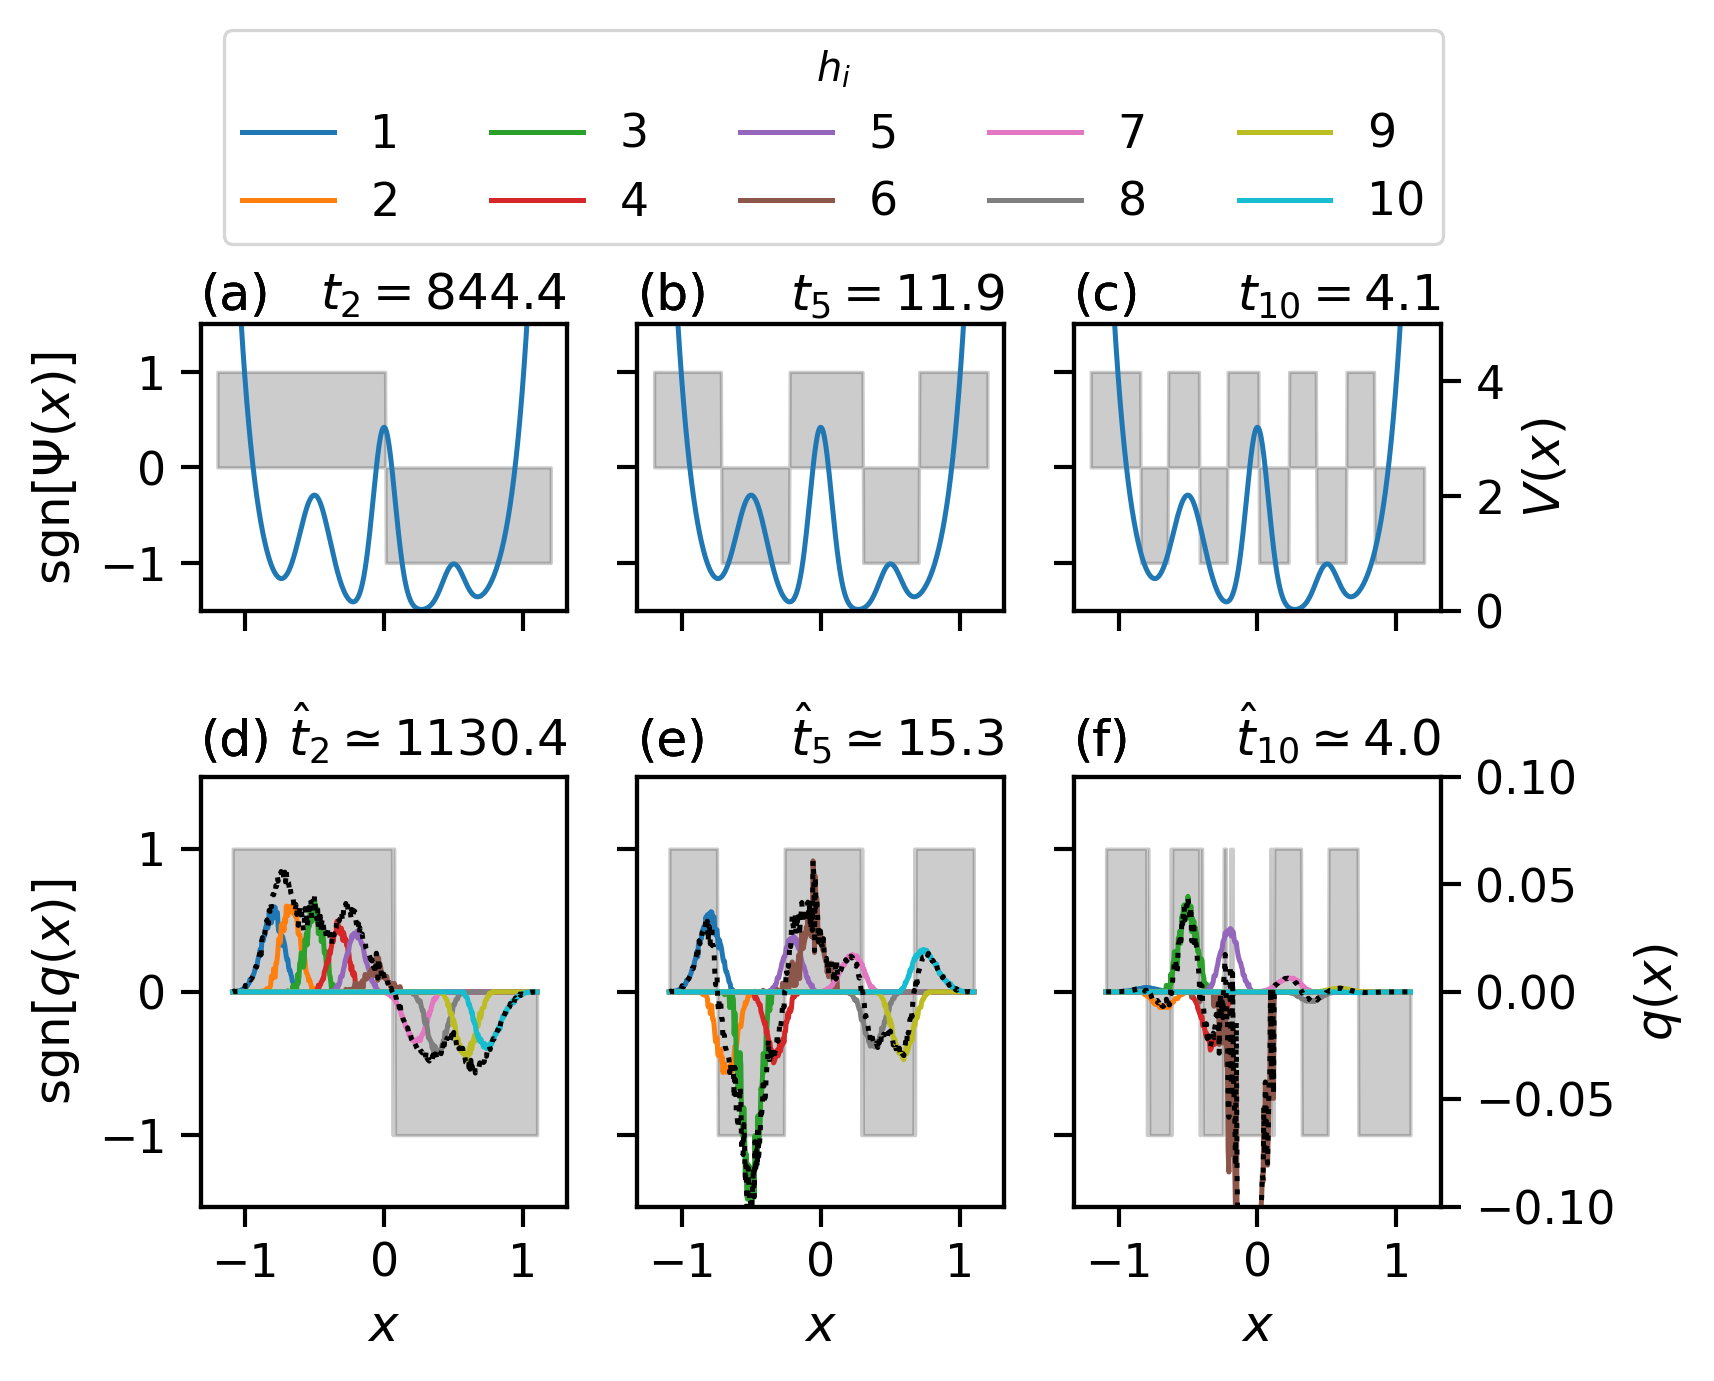 h_i
1 3 5 7 9
2 4 6 8 10
(a) t_2 = 844.4 (b) t_5 = 11.9 (c) t_10 = 4.1
sgn[Ψ(x)]
1
0
−1
4
2
0
V(x)
(d) t̂_2 ≃ 1130.4 (e) t̂_5 ≃ 15.3 (f) t̂_10 ≃ 4.0
sgn[q(x)]
1
0
−1
0.10
0.05
0.00
−0.05
−0.10
q(x)
−1 0 1 −1 0 1 −1 0 1
x x x